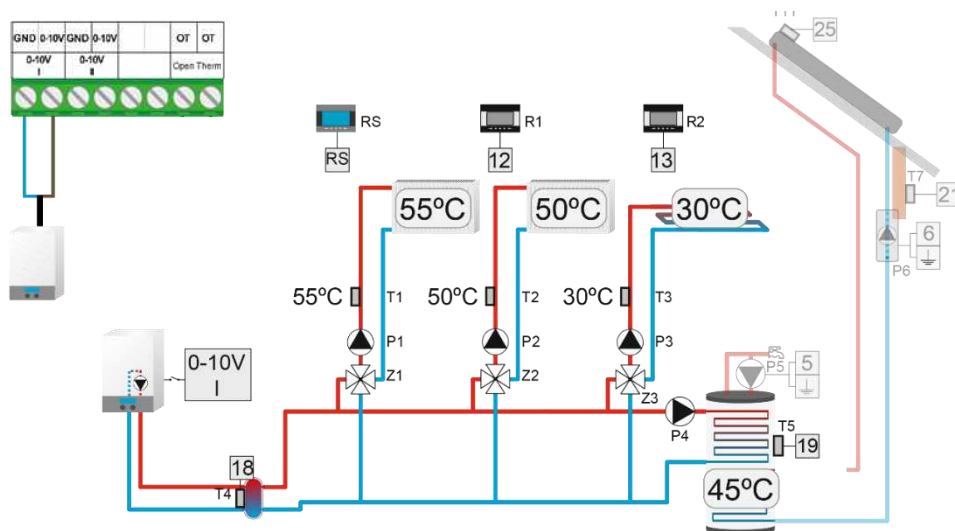 GND 0-10V GND 0-10V OT OT
0-10V 0-10V Open Therm
I II
25
RS R1 R2
RS 12 13
T7 21
55ºC 50ºC 30ºC
6
P6
55ºC T1 50ºC T2 30ºC T3
P1 P2 P3
0-10V
I
Z1 Z2 Z3
P5 5
P4 T5
19
18
T4
45ºC